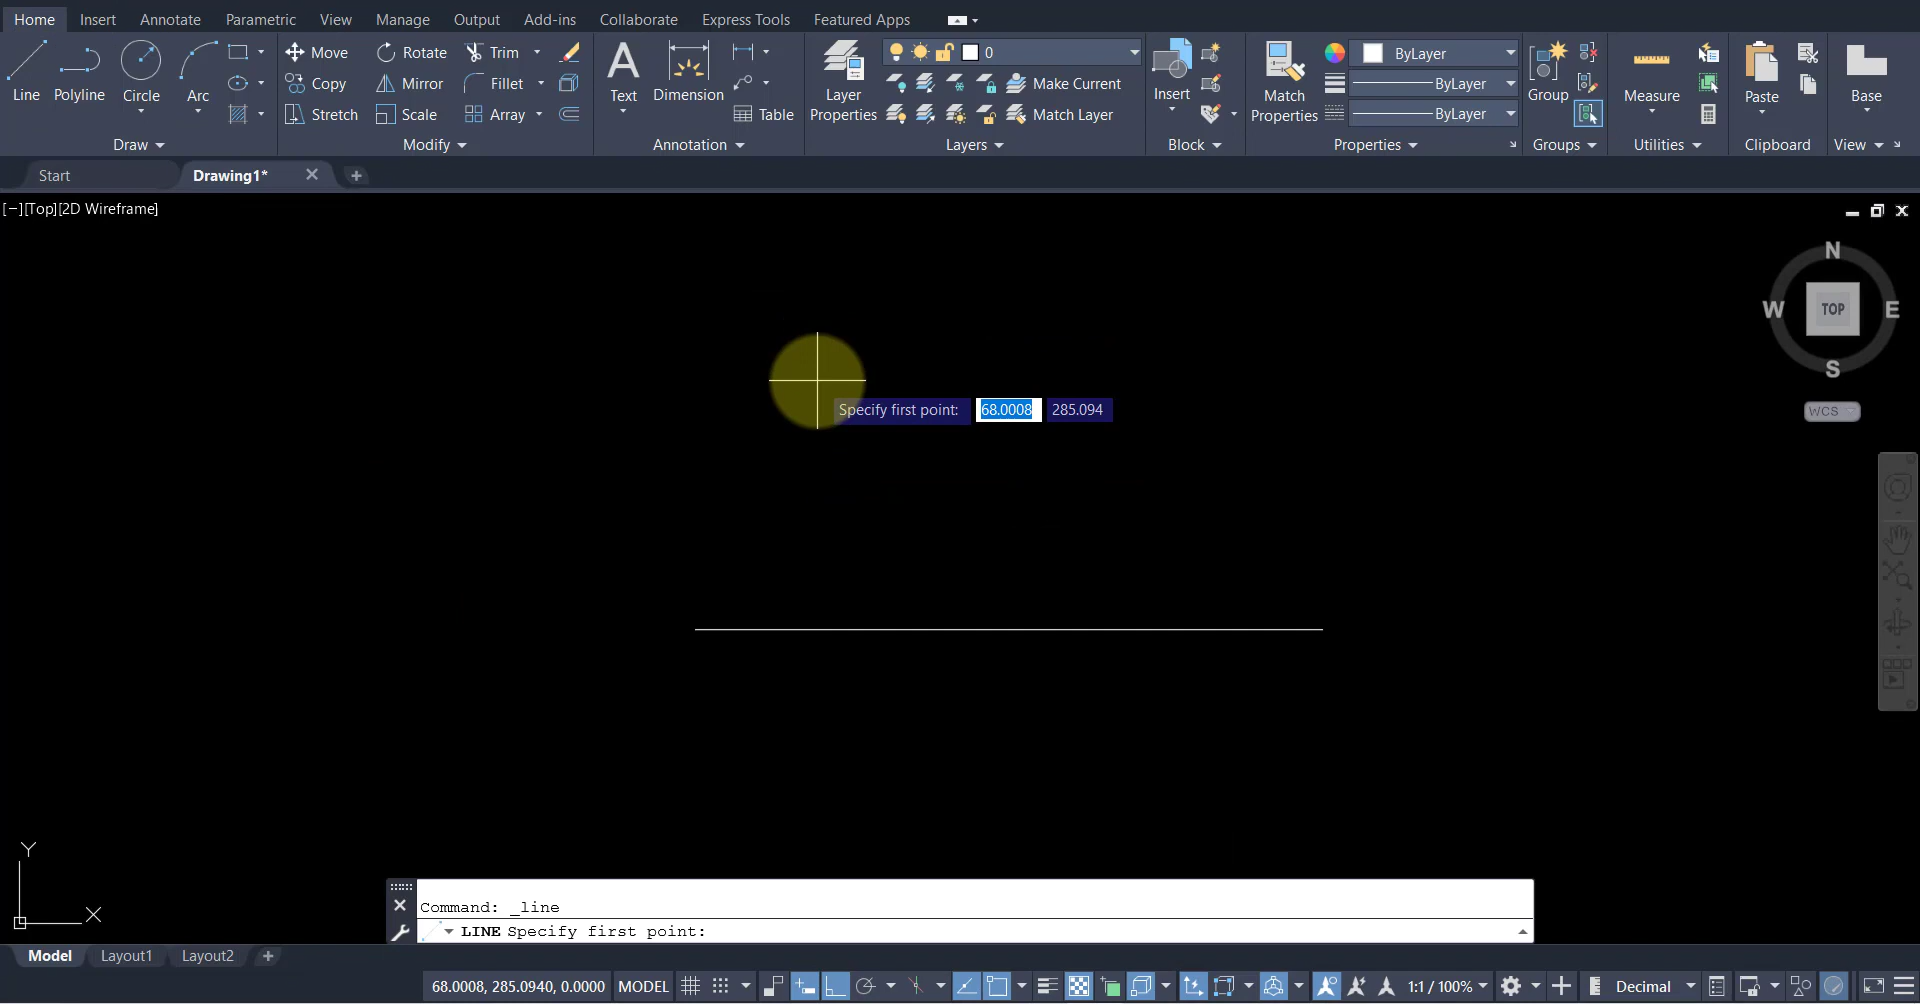 Home Insert Annotate Parametric View Manage Output Add-ins Collaborate Express Tools Featured Apps
Line Polyline Circle Arc
Move Rotate Trim
Copy Mirror Fillet
Stretch Scale Array
Text Dimension Table
Layer Properties
0
Make Current
Match Layer
Insert
Match Properties
ByLayer
ByLayer
ByLayer
Group
Measure
Paste
Base
Draw Modify Annotation Layers Block Properties Groups Utilities Clipboard View
Start Drawing1*
[−][Top][2D Wireframe]
N
W TOP E
S
WCS
Specify first point: 68.0008 285.094
Y
X
Command: _line
LINE Specify first point:
Model Layout1 Layout2
68.0008, 285.0940, 0.0000 MODEL 1:1 / 100% Decimal